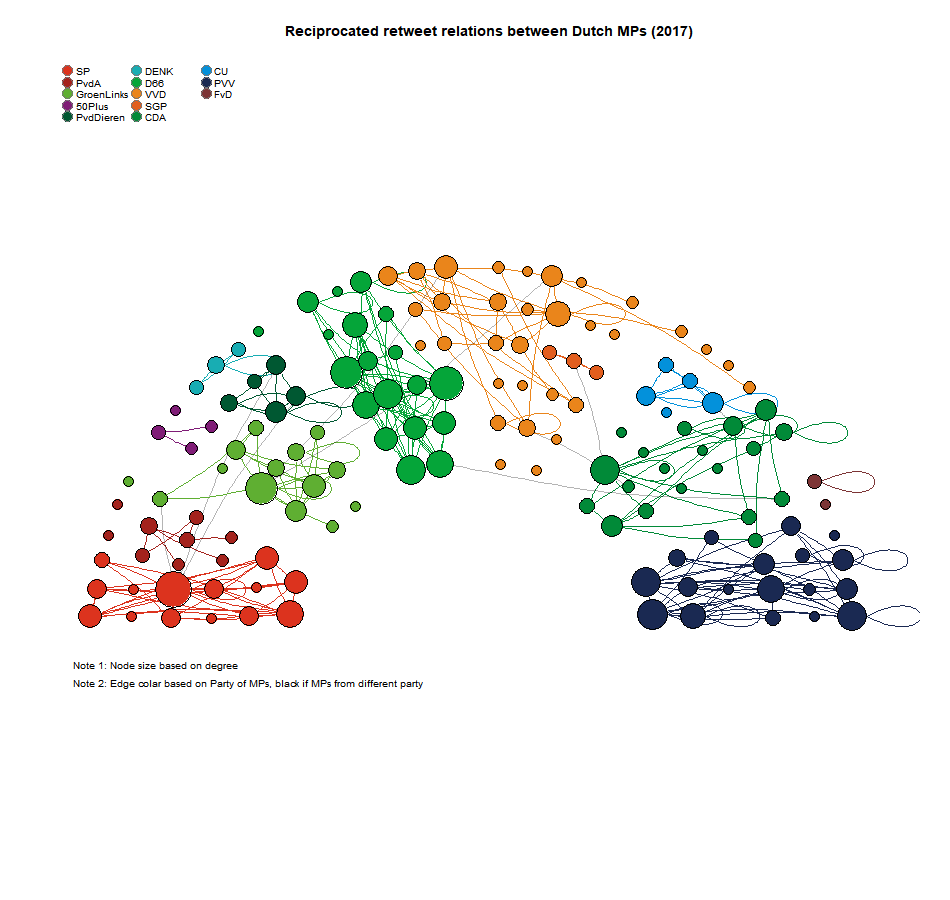 Reciprocated retweet relations between Dutch MPs (2017)
SP DENK CU
PvdA D66 PVV
GroenLinks VVD FvD
50Plus SGP
PvdDieren CDA
Note 1: Node size based on degree
Note 2: Edge colar based on Party of MPs, black if MPs from different party